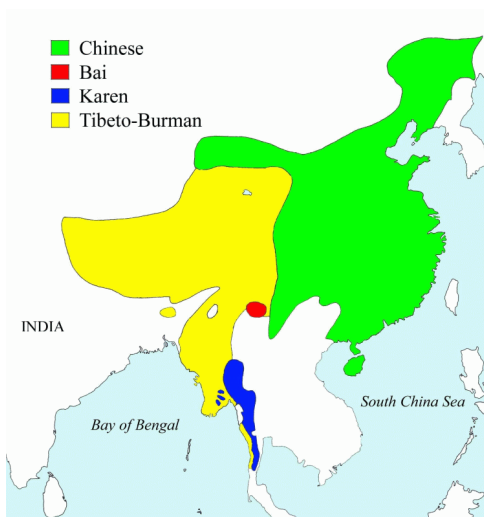 Chinese
Bai
Karen
Tibeto-Burman
INDIA
South China Sea
Bay of Bengal